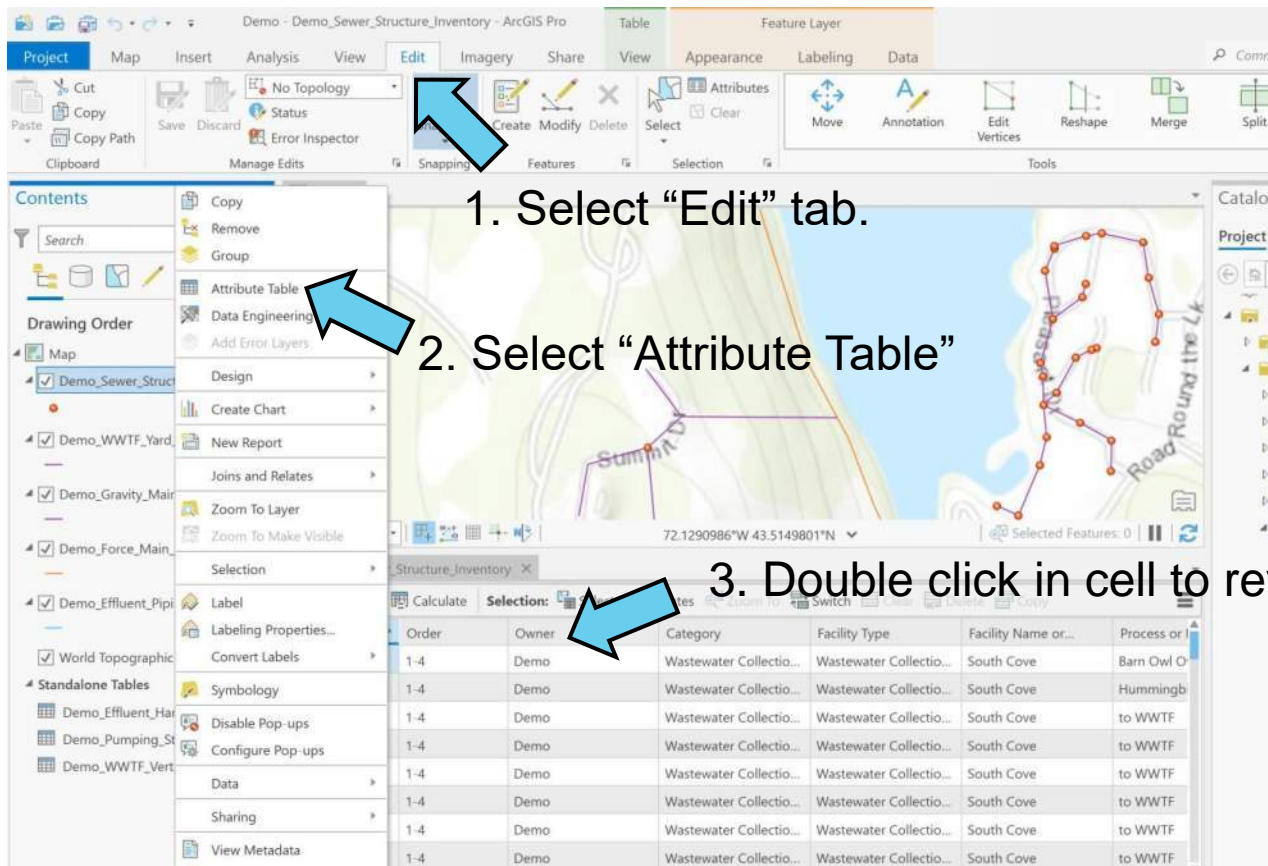 Demo - Demo_Sewer_Structure_Inventory - ArcGIS Pro
Table
Feature Layer
Project Map Insert Analysis View Edit Imagery Share View Appearance Labeling Data
Cut
Copy
Copy Path
Paste
Clipboard
Save Discard
No Topology
Status
Error Inspector
Manage Edits
Snapping
Create Modify Delete
Features
Select
Attributes
Clear
Selection
Move Annotation Edit Vertices Reshape Merge Split
Tools
1. Select “Edit” tab.
Contents
Search
Drawing Order
Map
Demo_Sewer_Struct
Demo_WWTF_Yard_
Demo_Gravity_Main
Demo_Force_Main_
Demo_Effluent_Pipi
World Topographic
Standalone Tables
Demo_Effluent_Har
Demo_Pumping_St
Demo_WWTF_Vert
Copy
Remove
Group
Attribute Table
Data Engineering
Add Error Layers
Design
Create Chart
New Report
Joins and Relates
Zoom To Layer
Zoom To Make Visible
Selection
Label
Labeling Properties...
Convert Labels
Symbology
Disable Pop-ups
Configure Pop-ups
Data
Sharing
View Metadata
2. Select “Attribute Table”
Summit Dr
Road Round the Lk
Catalo
Project
72.1290986°W 43.5149801°N
Selected Features: 0
_Structure_Inventory
3. Double click in cell to rev
Calculate Selection: Zoom To Switch Clear Delete Copy
Order Owner Category Facility Type Facility Name or... Process or
1-4 Demo Wastewater Collectio... Wastewater Collectio... South Cove Barn Owl O
1-4 Demo Wastewater Collectio... Wastewater Collectio... South Cove Hummingb
1-4 Demo Wastewater Collectio... Wastewater Collectio... South Cove to WWTF
1-4 Demo Wastewater Collectio... Wastewater Collectio... South Cove to WWTF
1-4 Demo Wastewater Collectio... Wastewater Collectio... South Cove to WWTF
1-4 Demo Wastewater Collectio... Wastewater Collectio... South Cove to WWTF
1-4 Demo Wastewater Collectio... Wastewater Collectio... South Cove to WWTF
1-4 Demo Wastewater Collectio... Wastewater Collectio... South Cove to WWTF